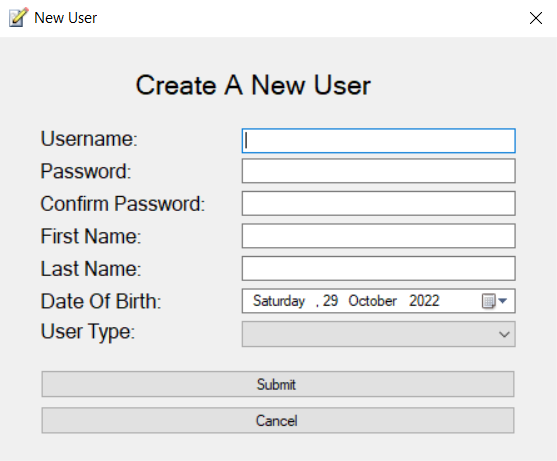 New User
Create A New User
Username:
Password:
Confirm Password:
First Name:
Last Name:
Date Of Birth: Saturday , 29 October 2022
User Type:
Submit
Cancel